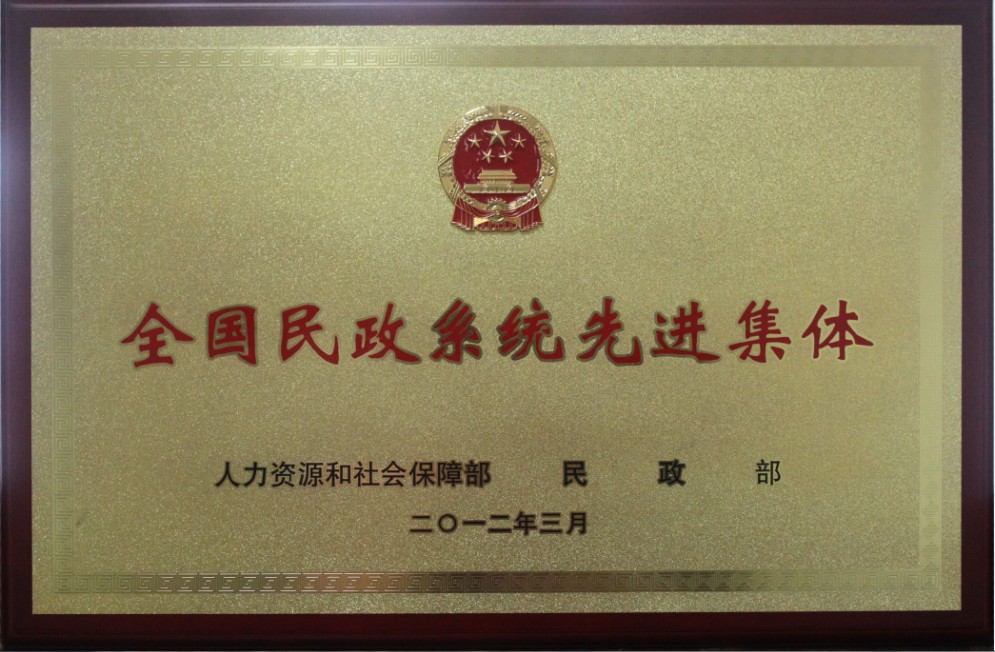 全国民政系统先进集体
人力资源和社会保障部 民政部
二〇一二年三月